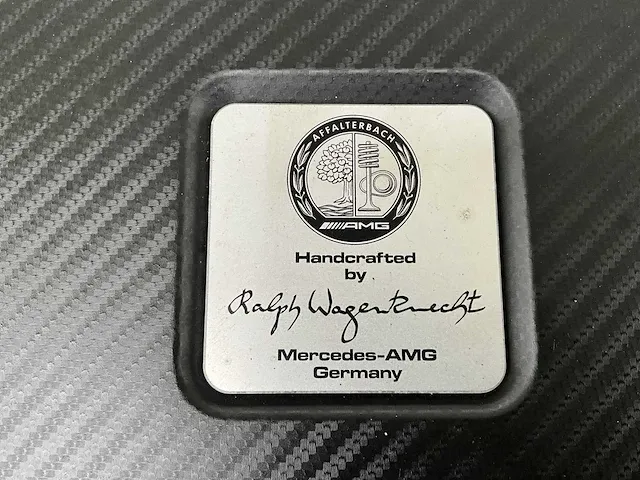 AFFALTERBACH
AMG
Handcrafted
by
Ralph Wagenknecht
Mercedes-AMG
Germany